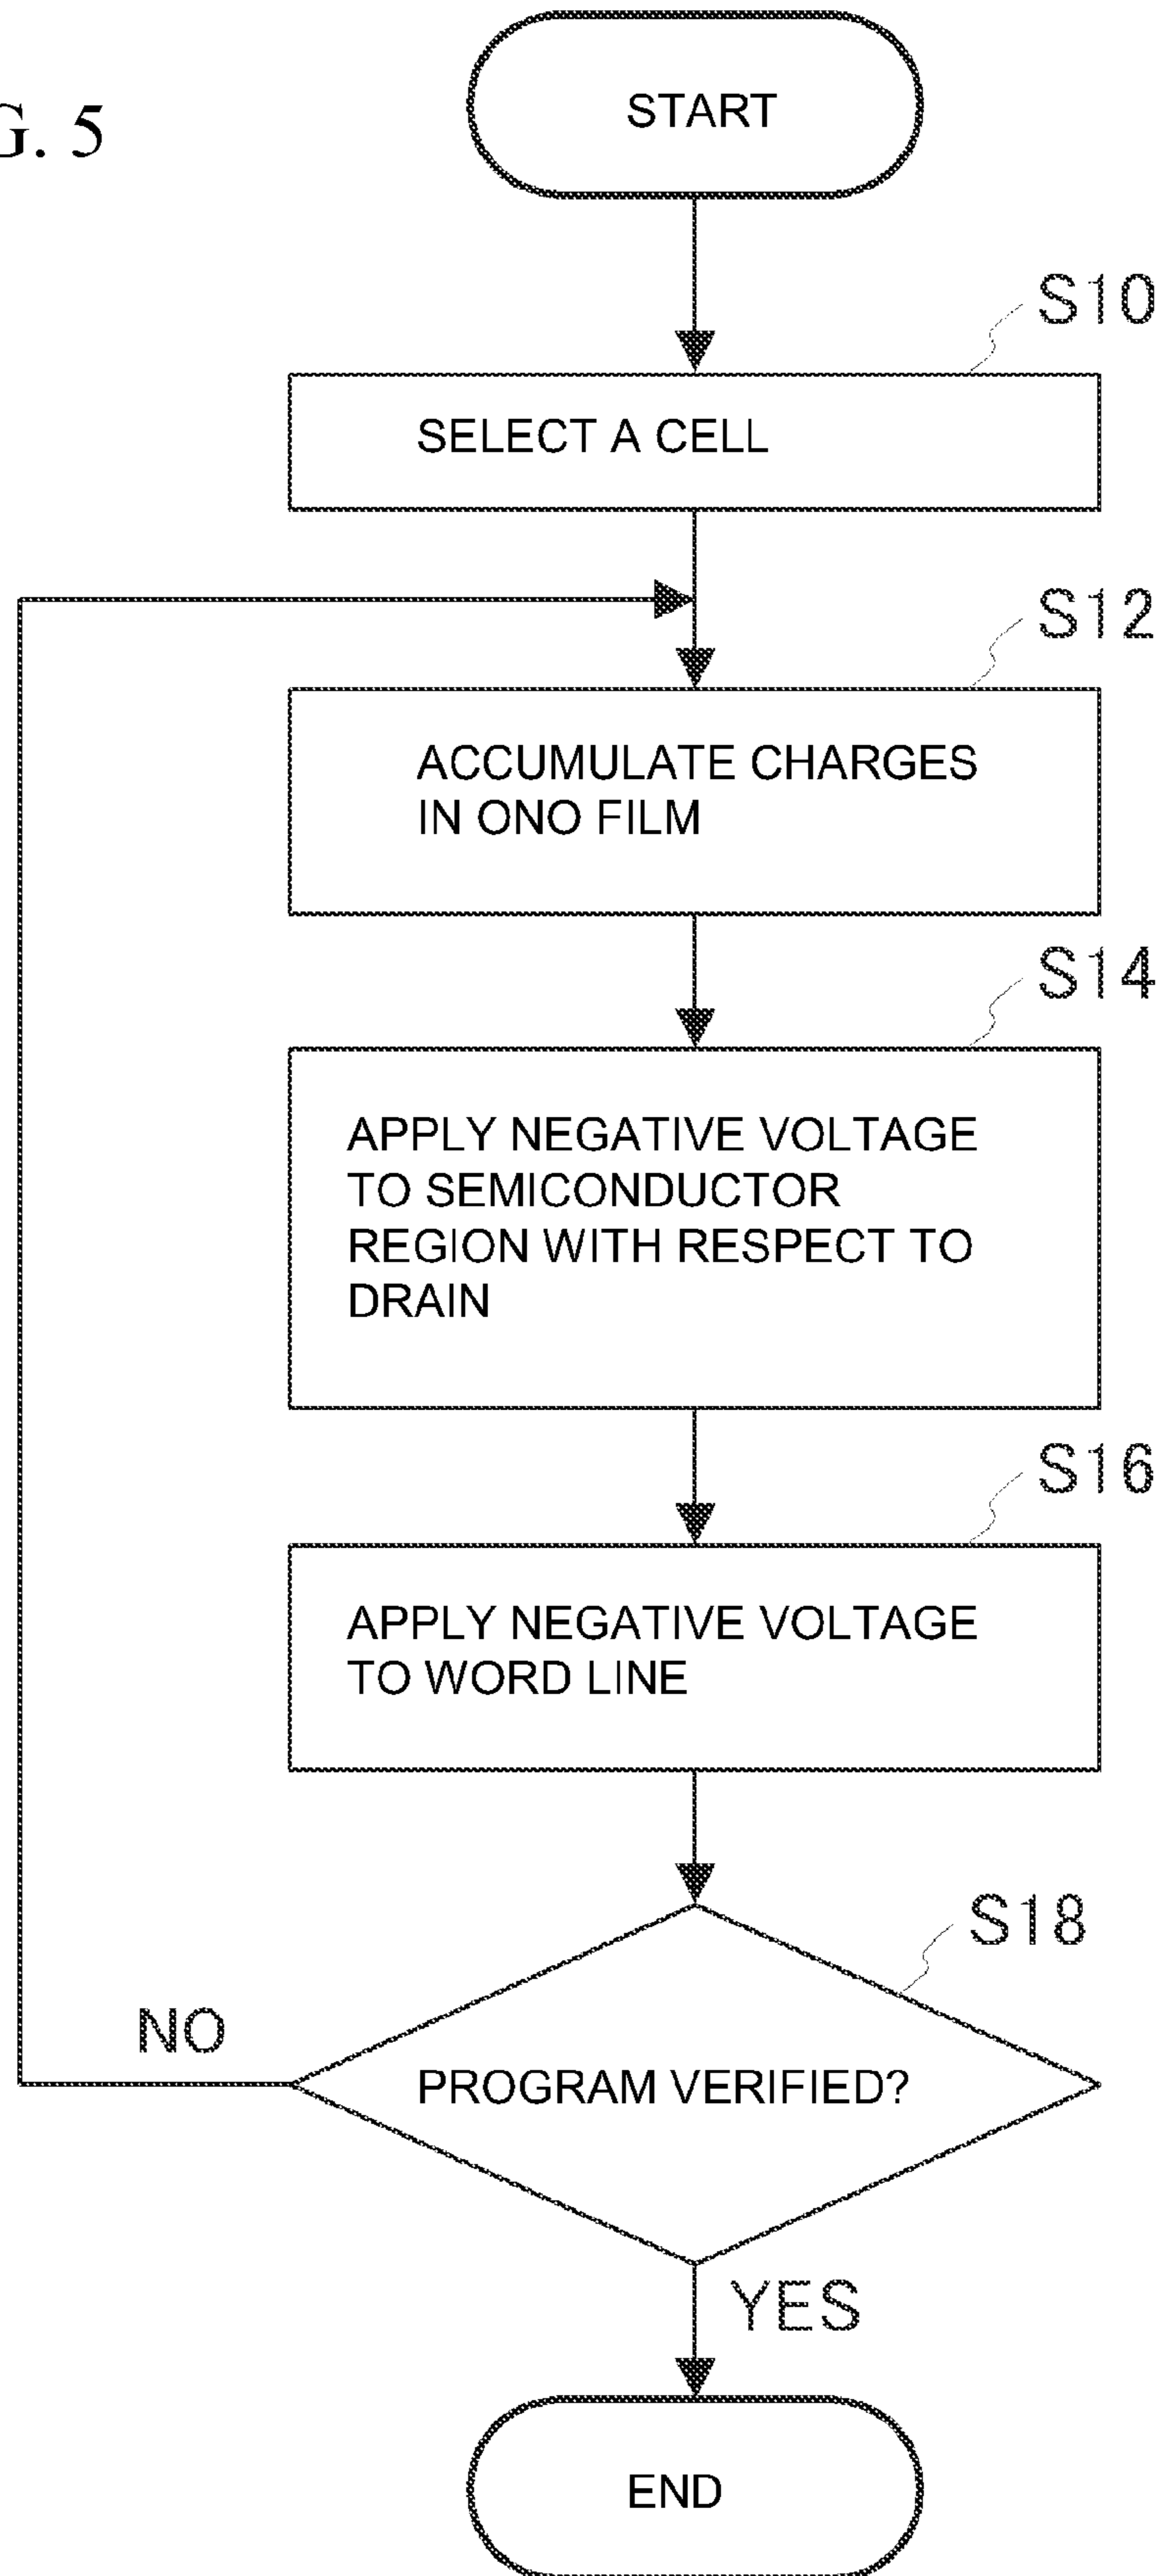 G. 5
START
S10
SELECT A CELL
S12
ACCUMULATE CHARGES
IN ONO FILM
S14
APPLY NEGATIVE VOLTAGE
TO SEMICONDUCTOR
REGION WITH RESPECT TO
DRAIN
S16
APPLY NEGATIVE VOLTAGE
TO WORD LINE
S18
NO
PROGRAM VERIFIED?
YES
END